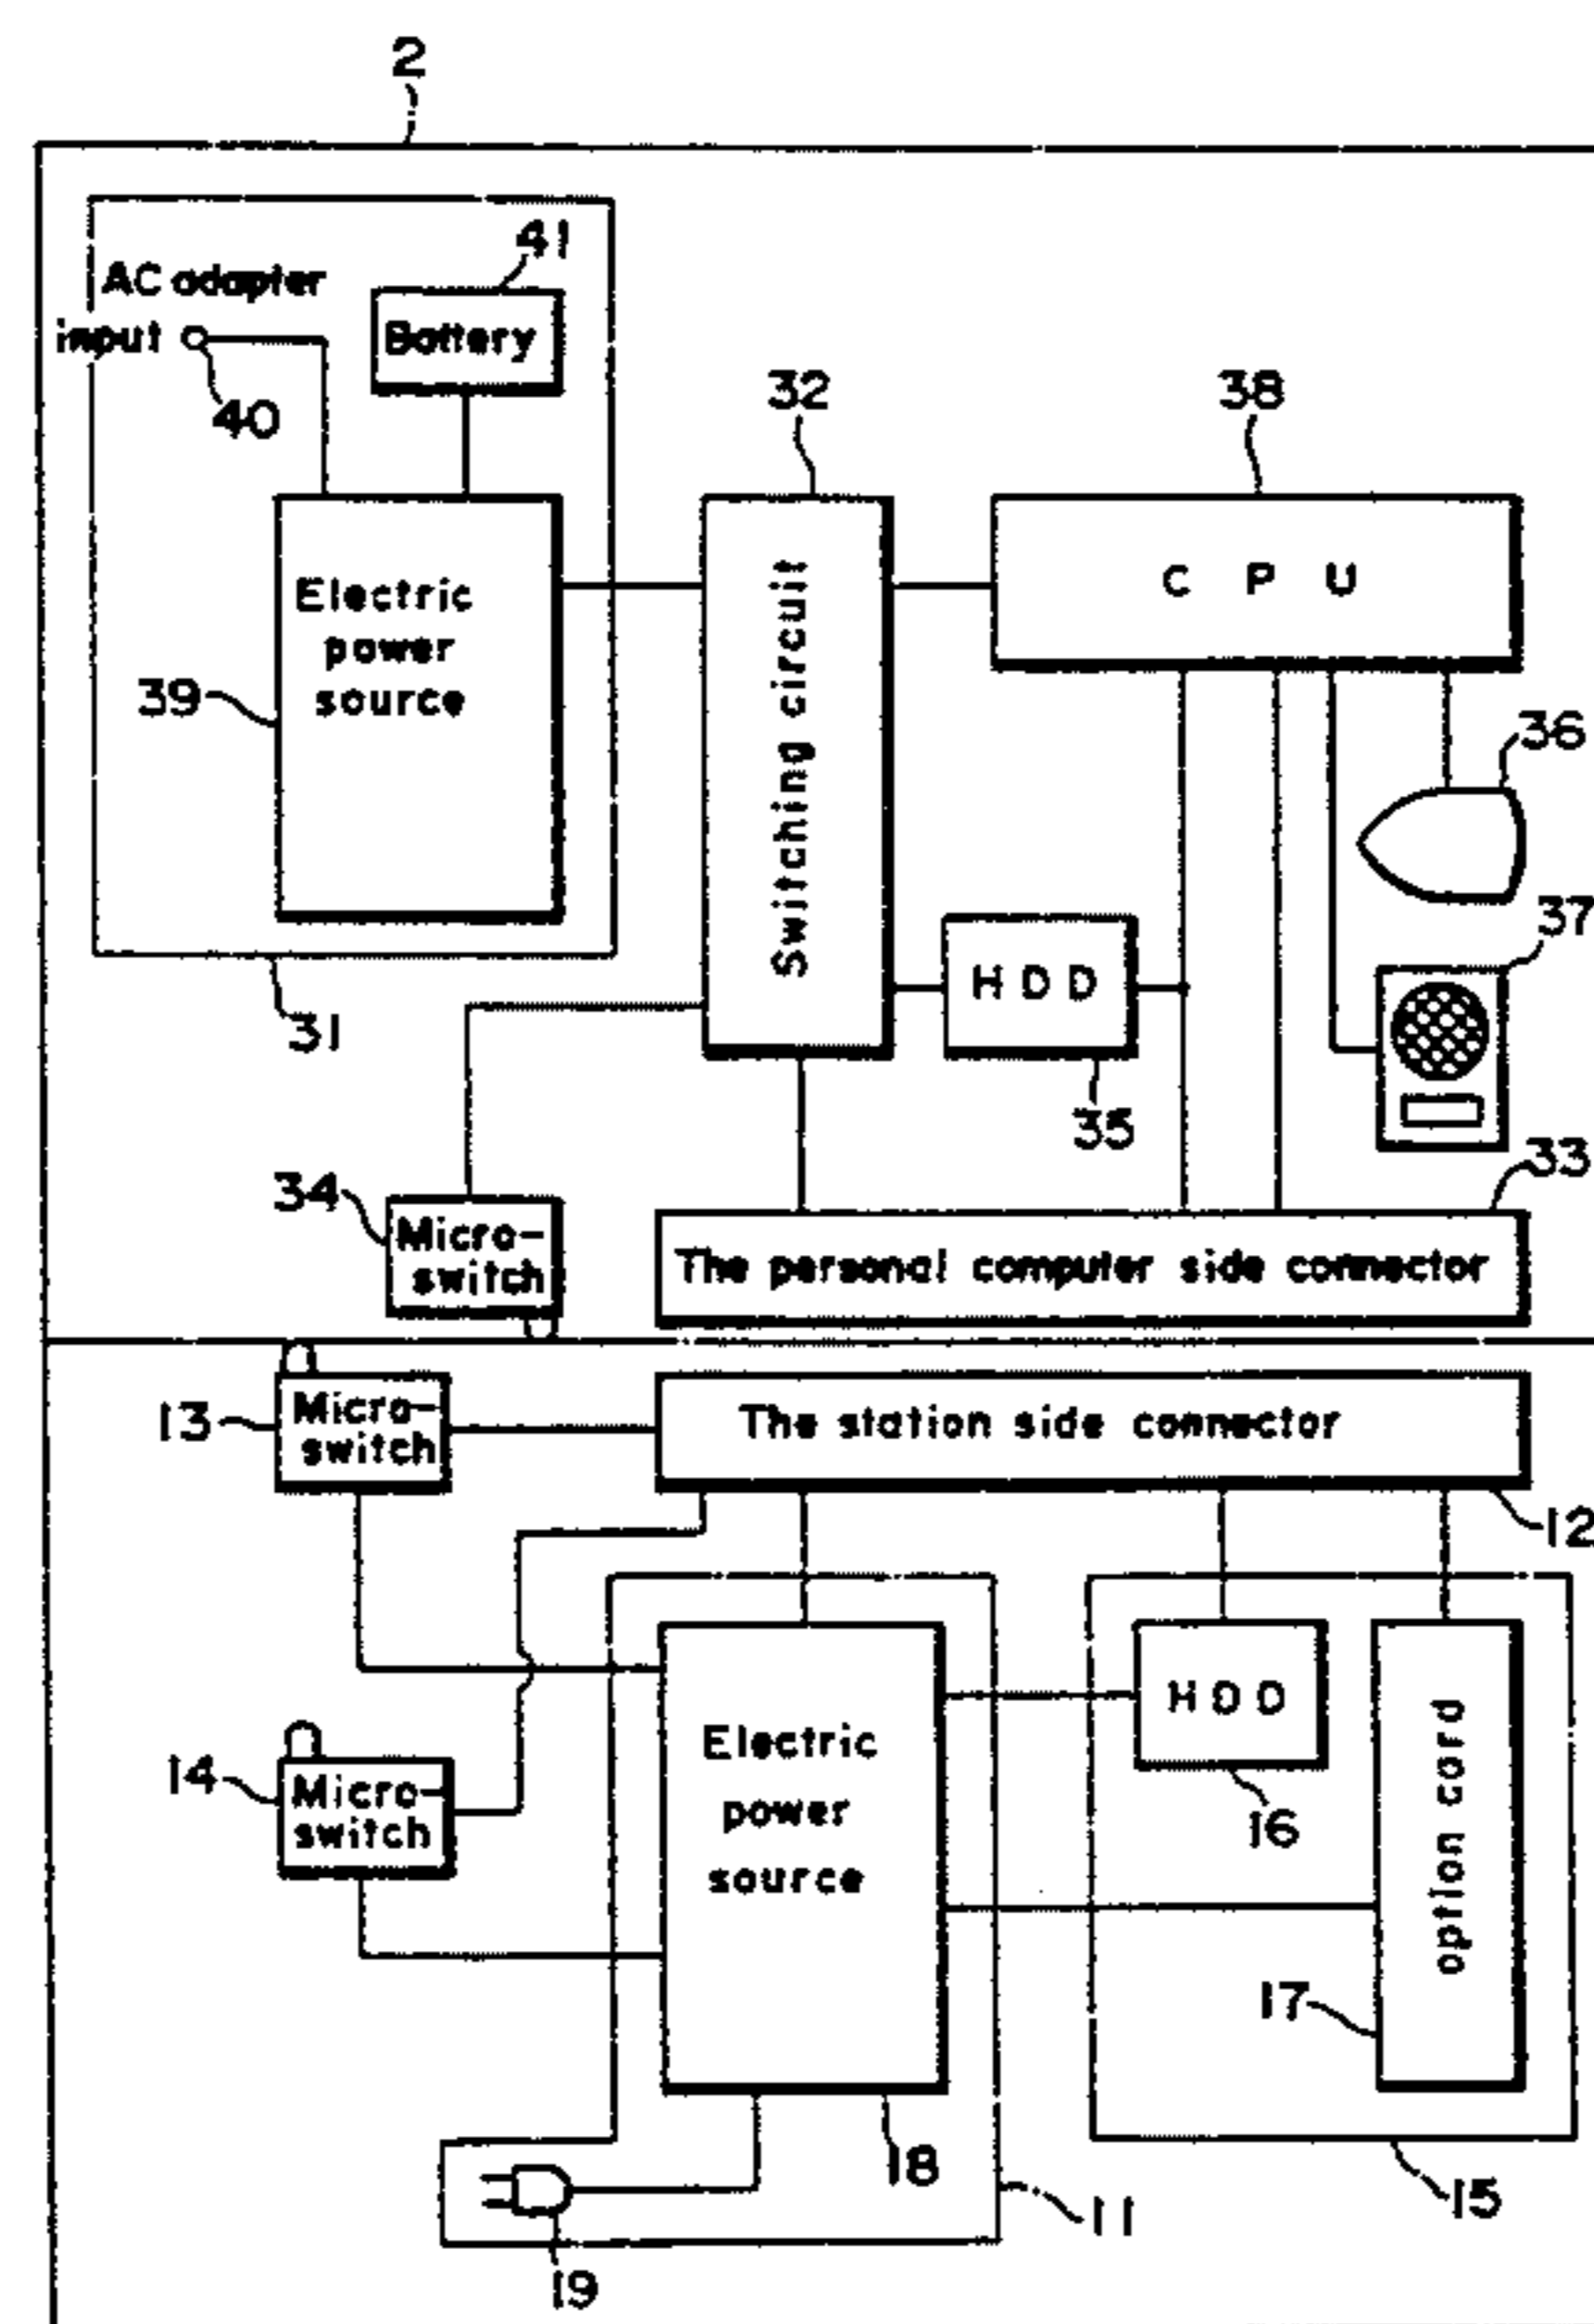 2
41
AC adapter
input
Battery
40
32
38
Electric
power
source
39
Switching circuit
C P U
36
37
HDD
31
35
33
34
Micro-
switch
The personal computer side connector
13
Micro-
switch
The station side connector
12
14
Micro-
switch
Electric
power
source
HDD
16
option card
17
18
11
15
19